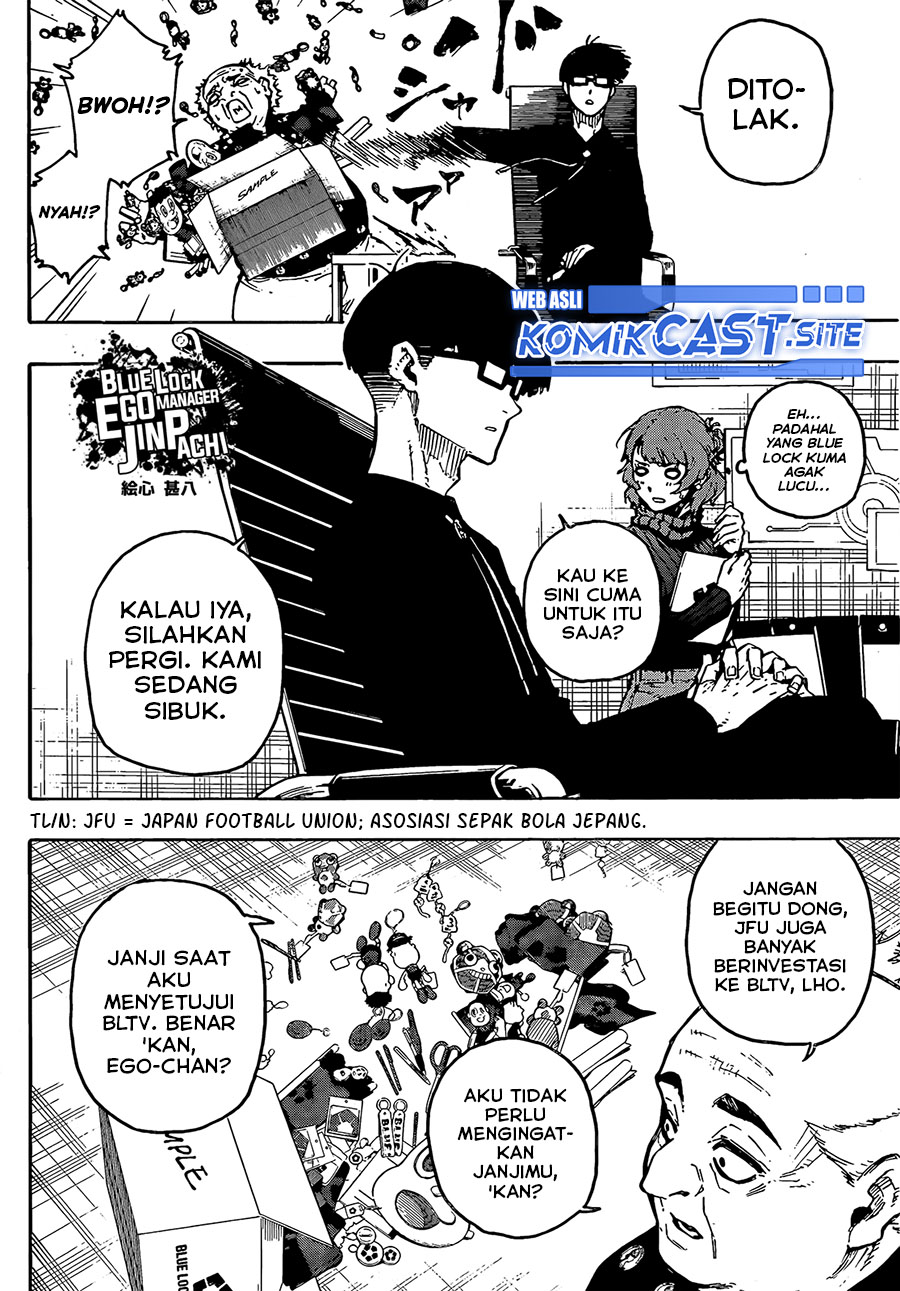 DITO-
LAK.
BWOH!?
NYAH!?
SAMPLE
WEB ASLI
KOMIKCAST.SITE
BLUE LOCK
MANAGER
EGO
JINPACHI
絵心 甚八
EH...
PADAHAL
YANG BLUE
LOCK KUMA
AGAK
LUCU...
KAU KE
SINI CUMA
UNTUK ITU
SAJA?
KALAU IYA,
SILAHKAN
PERGI. KAMI
SEDANG
SIBUK.
TL/N: JFU = JAPAN FOOTBALL UNION; ASOSIASI SEPAK BOLA JEPANG.
JANGAN
BEGITU DONG,
JFU JUGA
BANYAK
BERINVESTASI
KE BLTV, LHO.
JANJI SAAT
AKU
MENYETUJUI
BLTV. BENAR
'KAN,
EGO-CHAN?
AKU TIDAK
PERLU
MENGINGAT-
KAN
JANJIMU,
'KAN?
SAMPLE
BLUE LOCK